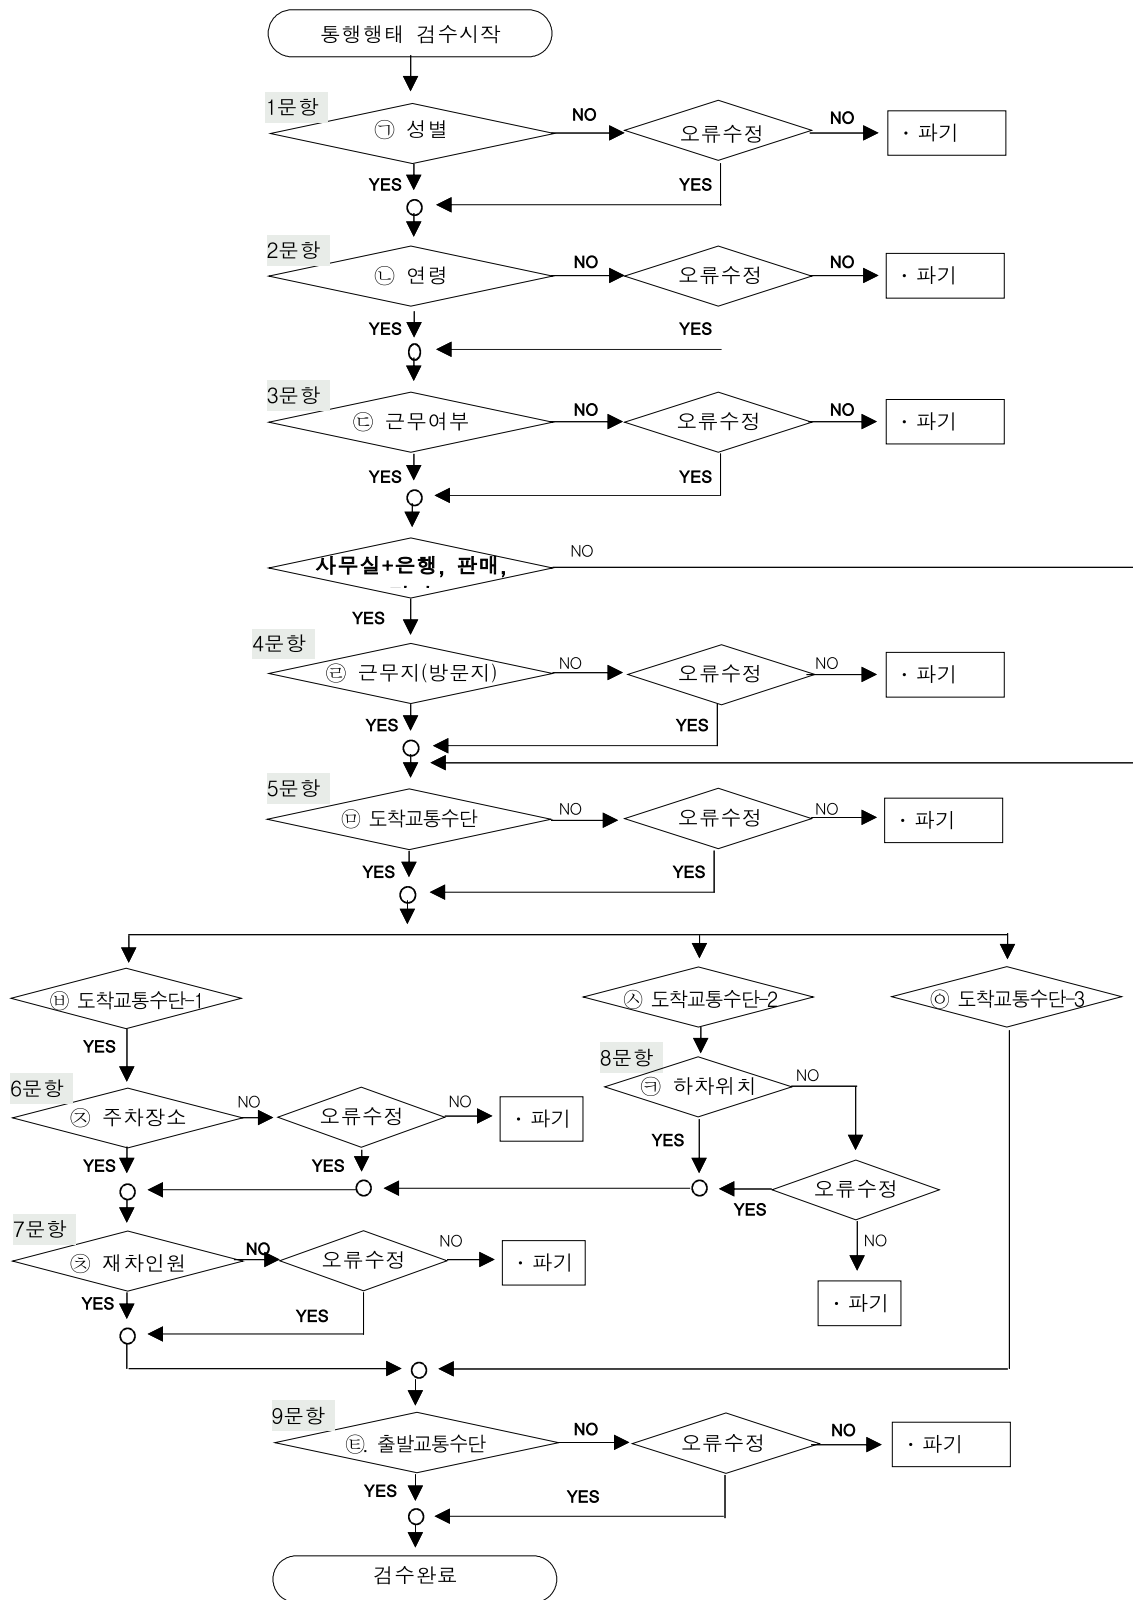 통행행태 검수시작
1문항
㉠ 성별
NO
오류수정
NO
· 파기
YES
YES
2문항
㉡ 연령
NO
오류수정
NO
· 파기
YES
YES
3문항
㉢ 근무여부
NO
오류수정
NO
· 파기
YES
YES
사무실+은행, 판매,
NO
YES
4문항
㉣ 근무지(방문지)
NO
오류수정
NO
· 파기
YES
YES
5문항
㉤ 도착교통수단
NO
오류수정
NO
· 파기
YES
YES
㉥ 도착교통수단-1
㉦ 도착교통수단-2
㉧ 도착교통수단-3
YES
8문항
㉪ 하차위치
NO
6문항
㉨ 주차장소
NO
오류수정
NO
· 파기
YES
YES
YES
오류수정
YES
NO
· 파기
7문항
㉩ 재차인원
NO
오류수정
NO
· 파기
YES
YES
9문항
㉫. 출발교통수단
NO
오류수정
NO
· 파기
YES
YES
검수완료